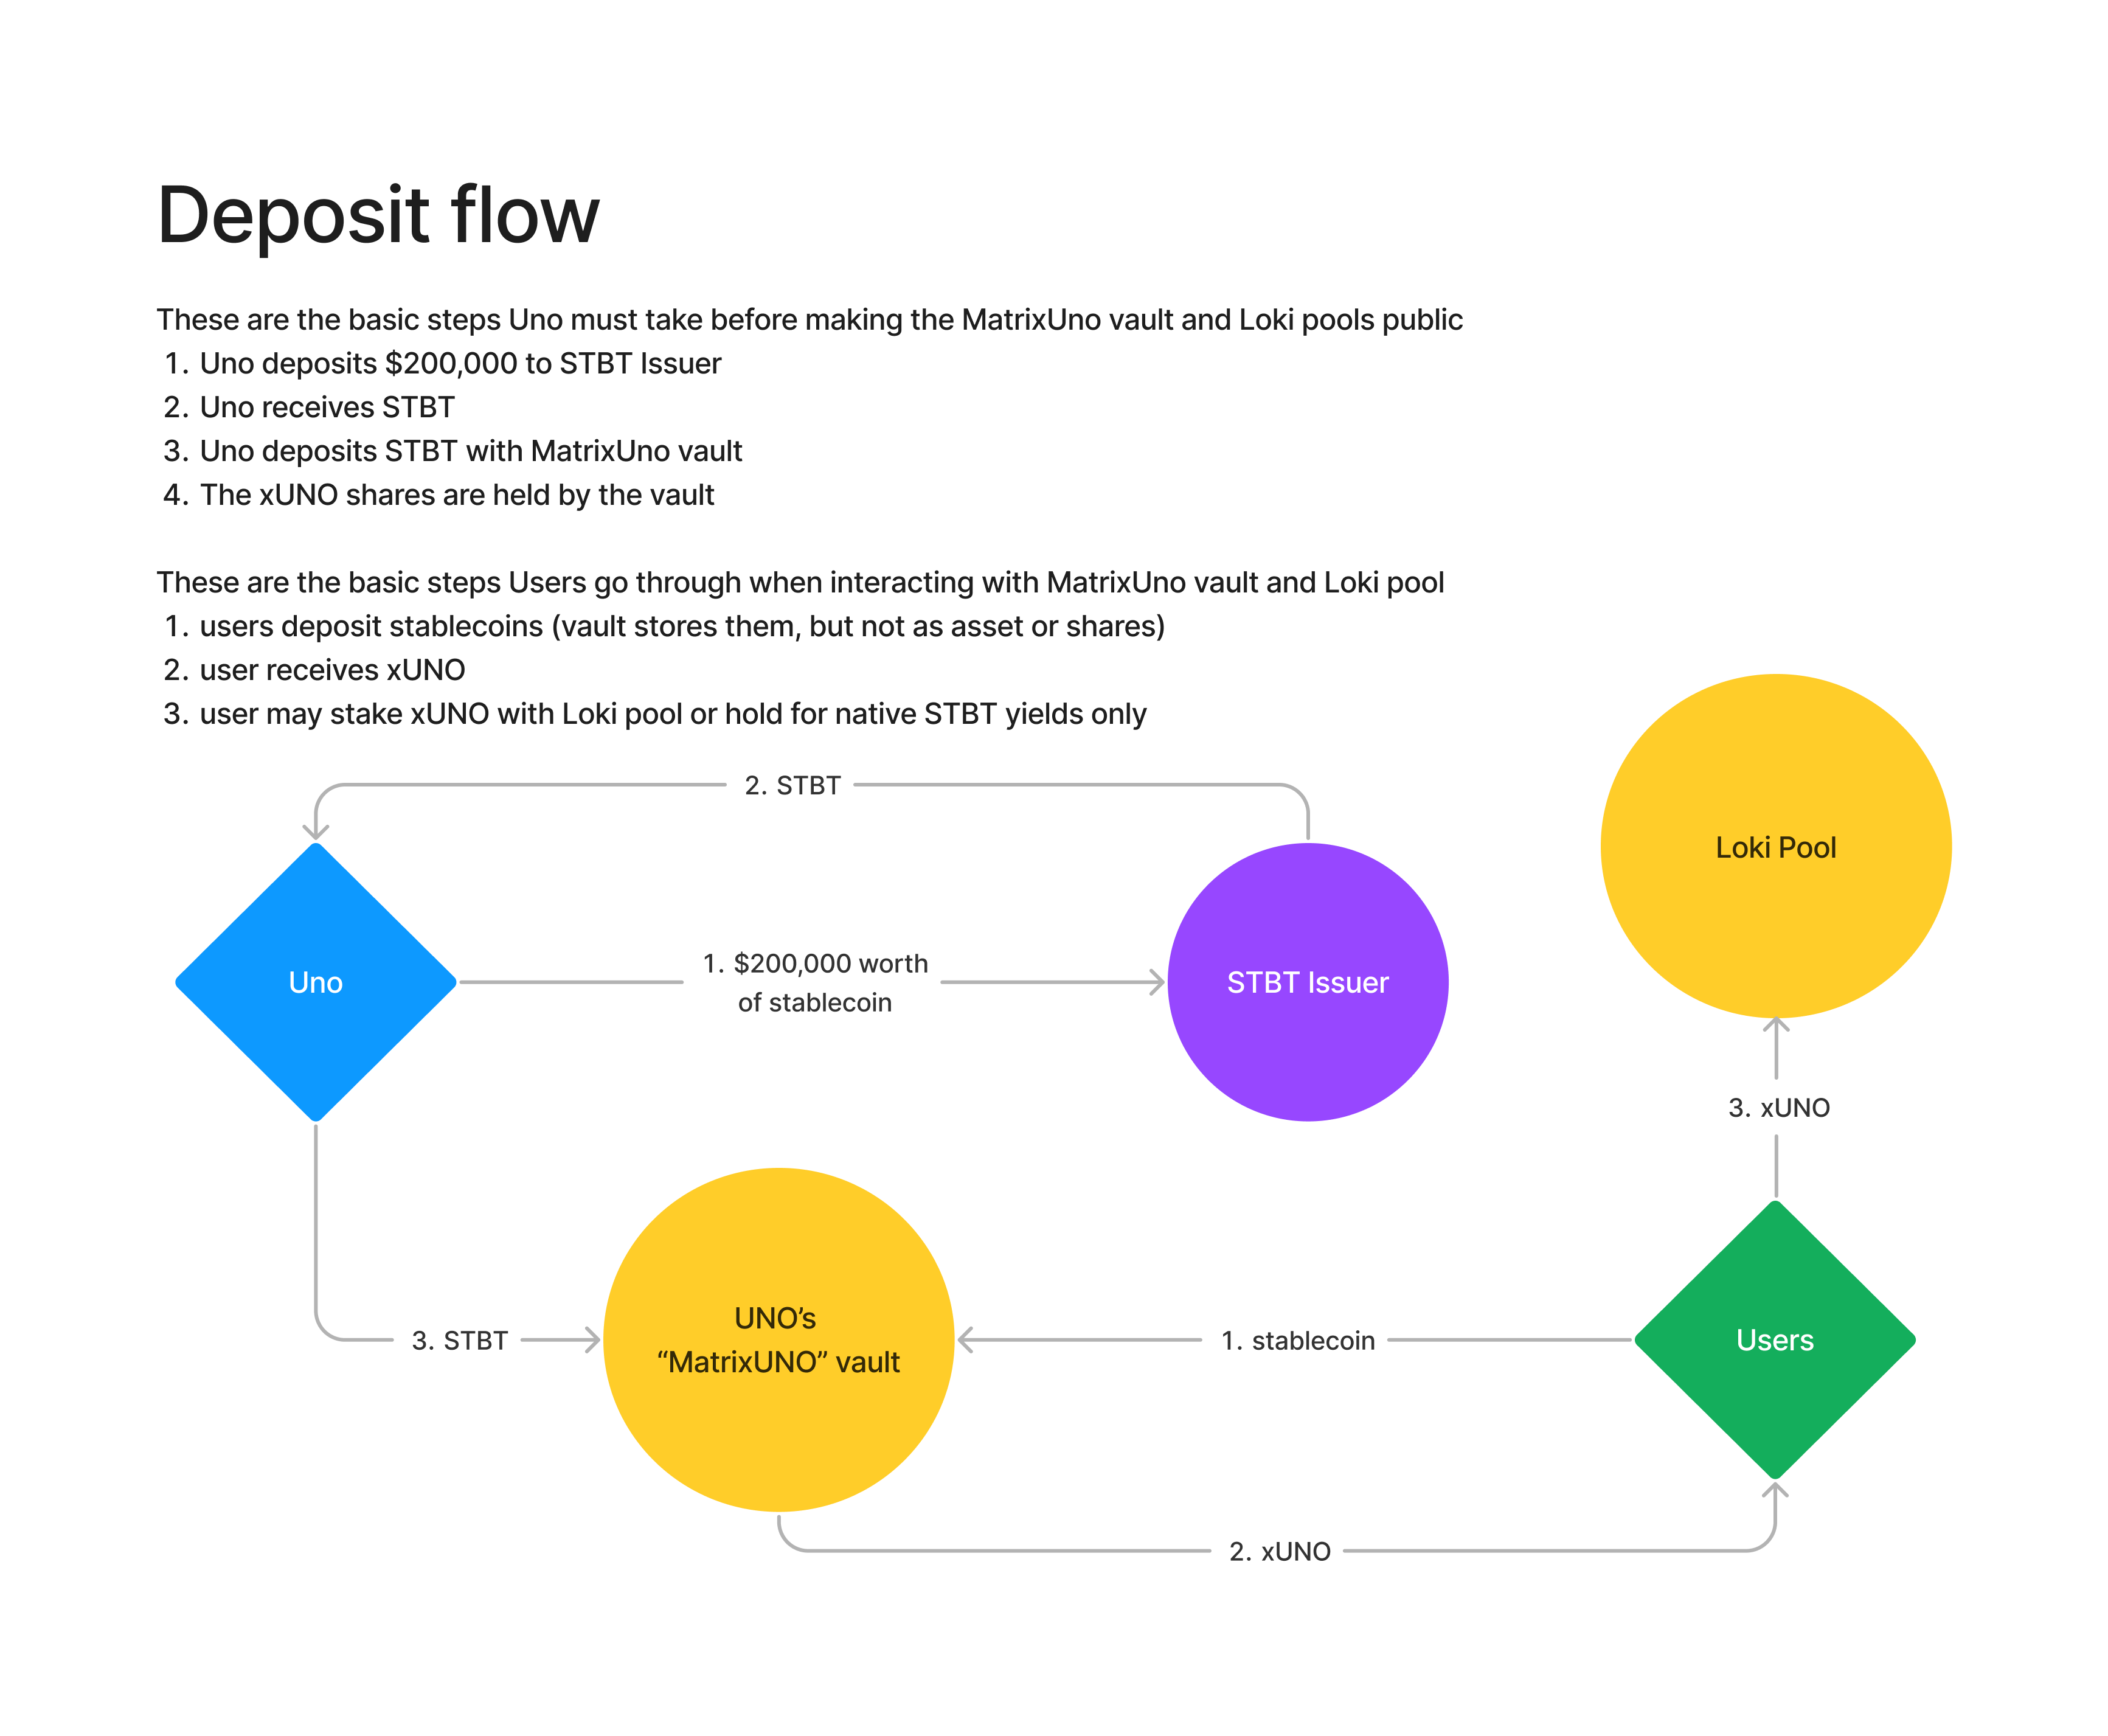 Deposit flow
These are the basic steps Uno must take before making the MatrixUno vault and Loki pools public
1. Uno deposits $200,000 to STBT Issuer
2. Uno receives STBT
3. Uno deposits STBT with MatrixUno vault
4. The xUNO shares are held by the vault
These are the basic steps Users go through when interacting with MatrixUno vault and Loki pool
1. users deposit stablecoins (vault stores them, but not as asset or shares)
2. user receives xUNO
3. user may stake xUNO with Loki pool or hold for native STBT yields only
2. STBT
Loki Pool
Uno
1. $200,000 worth
of stablecoin
STBT Issuer
3. xUNO
3. STBT
UNO’s
“MatrixUNO” vault
1. stablecoin
Users
2. xUNO